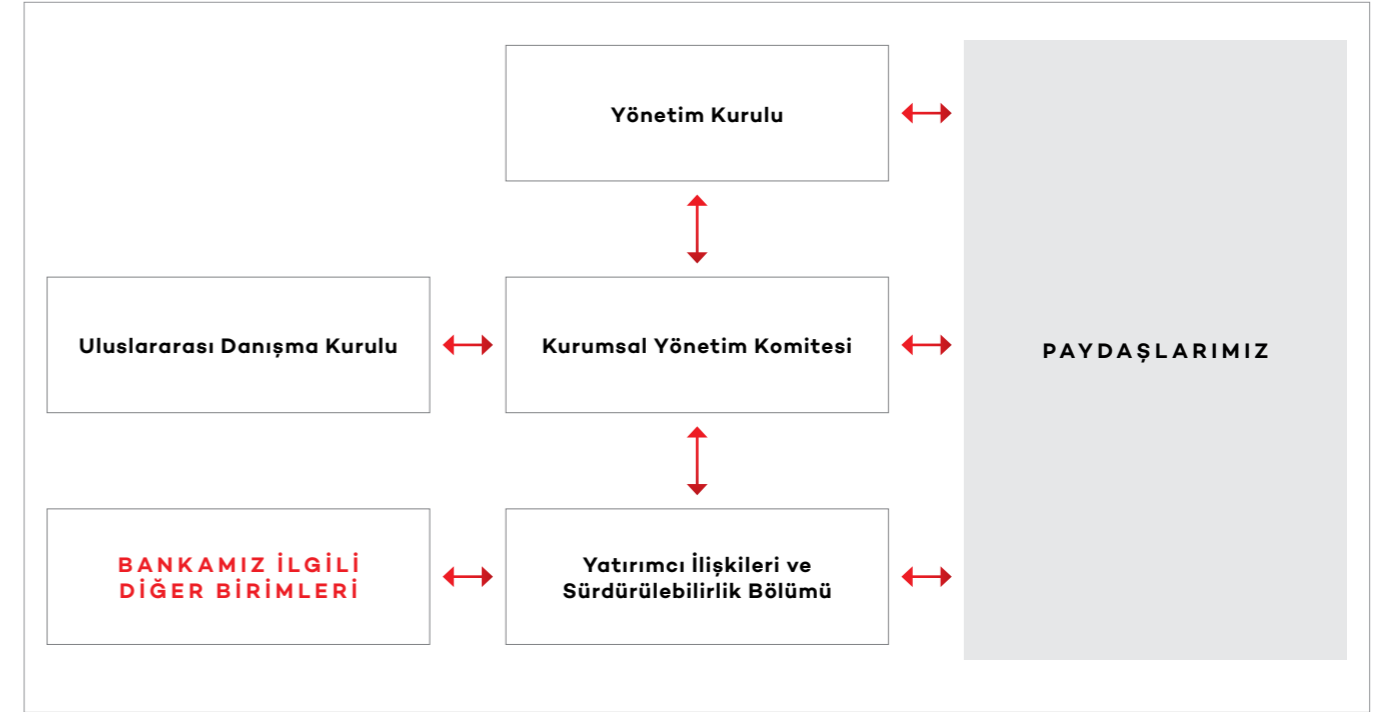 Yönetim Kurulu
Uluslararası Danışma Kurulu
Kurumsal Yönetim Komitesi
PAYDAŞLARIMIZ
BANKAMIZ İLGİLİ
DİĞER BİRİMLERİ
Yatırımcı İlişkileri ve
Sürdürülebilirlik Bölümü